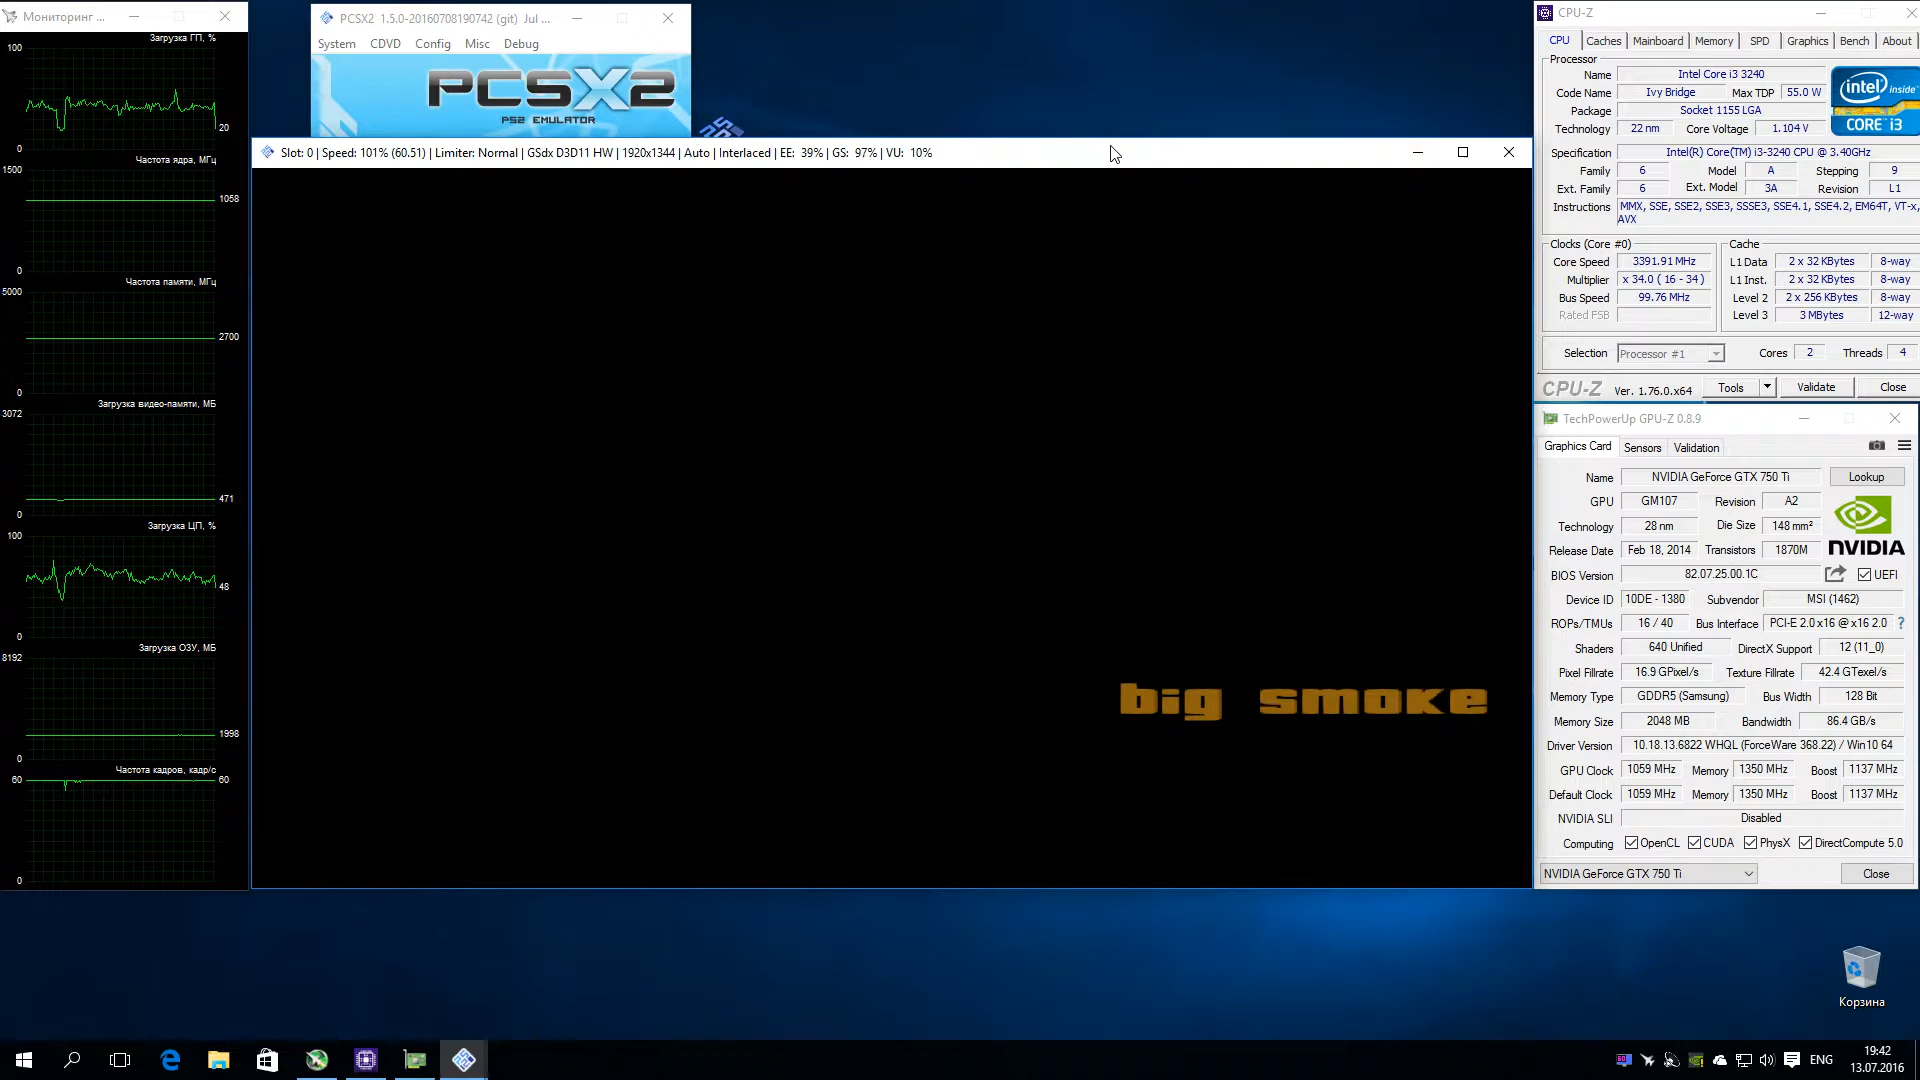 Мониторинг ...
Загрузка ГП, %
100
20
0
Частота ядра, МГц
1500
1058
0
Частота памяти, МГц
5000
2700
0
Загрузка видео-памяти, МБ
3072
471
0
Загрузка ЦП, %
100
48
0
Загрузка ОЗУ, МБ
8192
1998
0
Частота кадров, кадр/с
60
60
0
PCSX2 1.5.0-20160708190742 (git) Jul ...
System CDVD Config Misc Debug
PCSX2
PS2 EMULATOR
Slot: 0 | Speed: 101% (60.51) | Limiter: Normal | GSdx D3D11 HW | 1920x1344 | Auto | Interlaced | EE: 39% | GS: 97% | VU: 10%
big smoke
CPU-Z
CPU Caches Mainboard Memory SPD Graphics Bench About
Processor
Name Intel Core i3 3240
Code Name Ivy Bridge Max TDP 55.0 W
Package Socket 1155 LGA
Technology 22 nm Core Voltage 1.104 V
intel inside
CORE i3
Specification Intel(R) Core(TM) i3-3240 CPU @ 3.40GHz
Family 6 Model A Stepping 9
Ext. Family 6 Ext. Model 3A Revision L1
Instructions MMX, SSE, SSE2, SSE3, SSSE3, SSE4.1, SSE4.2, EM64T, VT-x,
AVX
Clocks (Core #0) Cache
Core Speed 3391.91 MHz L1 Data 2 x 32 KBytes 8-way
Multiplier x 34.0 ( 16 - 34 ) L1 Inst. 2 x 32 KBytes 8-way
Bus Speed 99.76 MHz Level 2 2 x 256 KBytes 8-way
Rated FSB Level 3 3 MBytes 12-way
Selection Processor #1 Cores 2 Threads 4
CPU-Z Ver. 1.76.0.x64 Tools Validate Close
TechPowerUp GPU-Z 0.8.9
Graphics Card Sensors Validation
Name NVIDIA GeForce GTX 750 Ti Lookup
GPU GM107 Revision A2
Technology 28 nm Die Size 148 mm²
Release Date Feb 18, 2014 Transistors 1870M
NVIDIA
BIOS Version 82.07.25.00.1C UEFI
Device ID 10DE - 1380 Subvendor MSI (1462)
ROPs/TMUs 16 / 40 Bus Interface PCI-E 2.0 x16 @ x16 2.0 ?
Shaders 640 Unified DirectX Support 12 (11_0)
Pixel Fillrate 16.9 GPixel/s Texture Fillrate 42.4 GTexel/s
Memory Type GDDR5 (Samsung) Bus Width 128 Bit
Memory Size 2048 MB Bandwidth 86.4 GB/s
Driver Version 10.18.13.6822 WHQL (ForceWare 368.22) / Win10 64
GPU Clock 1059 MHz Memory 1350 MHz Boost 1137 MHz
Default Clock 1059 MHz Memory 1350 MHz Boost 1137 MHz
NVIDIA SLI Disabled
Computing OpenCL CUDA PhysX DirectCompute 5.0
NVIDIA GeForce GTX 750 Ti Close
Корзина
60
ENG
19:42
13.07.2016